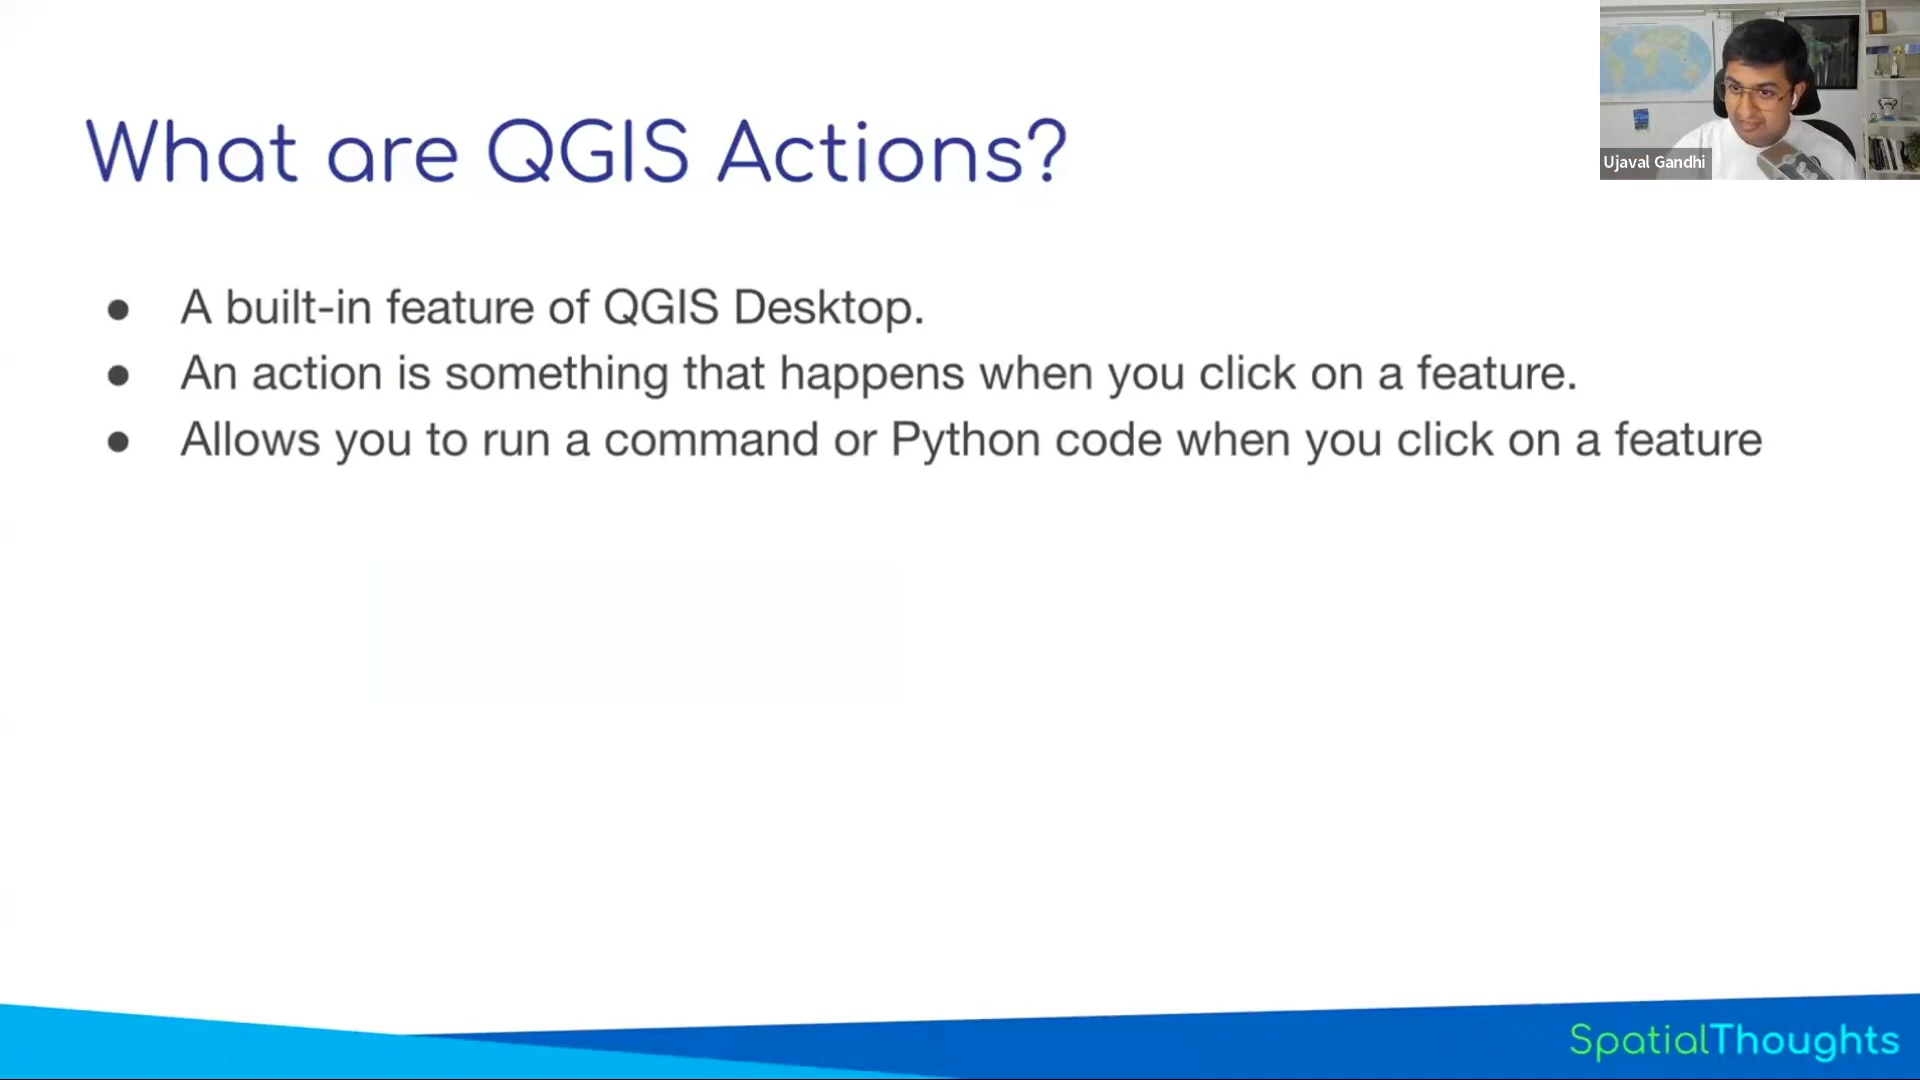 What are QGIS Actions?
● A built-in feature of QGIS Desktop.
● An action is something that happens when you click on a feature.
● Allows you to run a command or Python code when you click on a feature
Ujaval Gandhi
SpatialThoughts